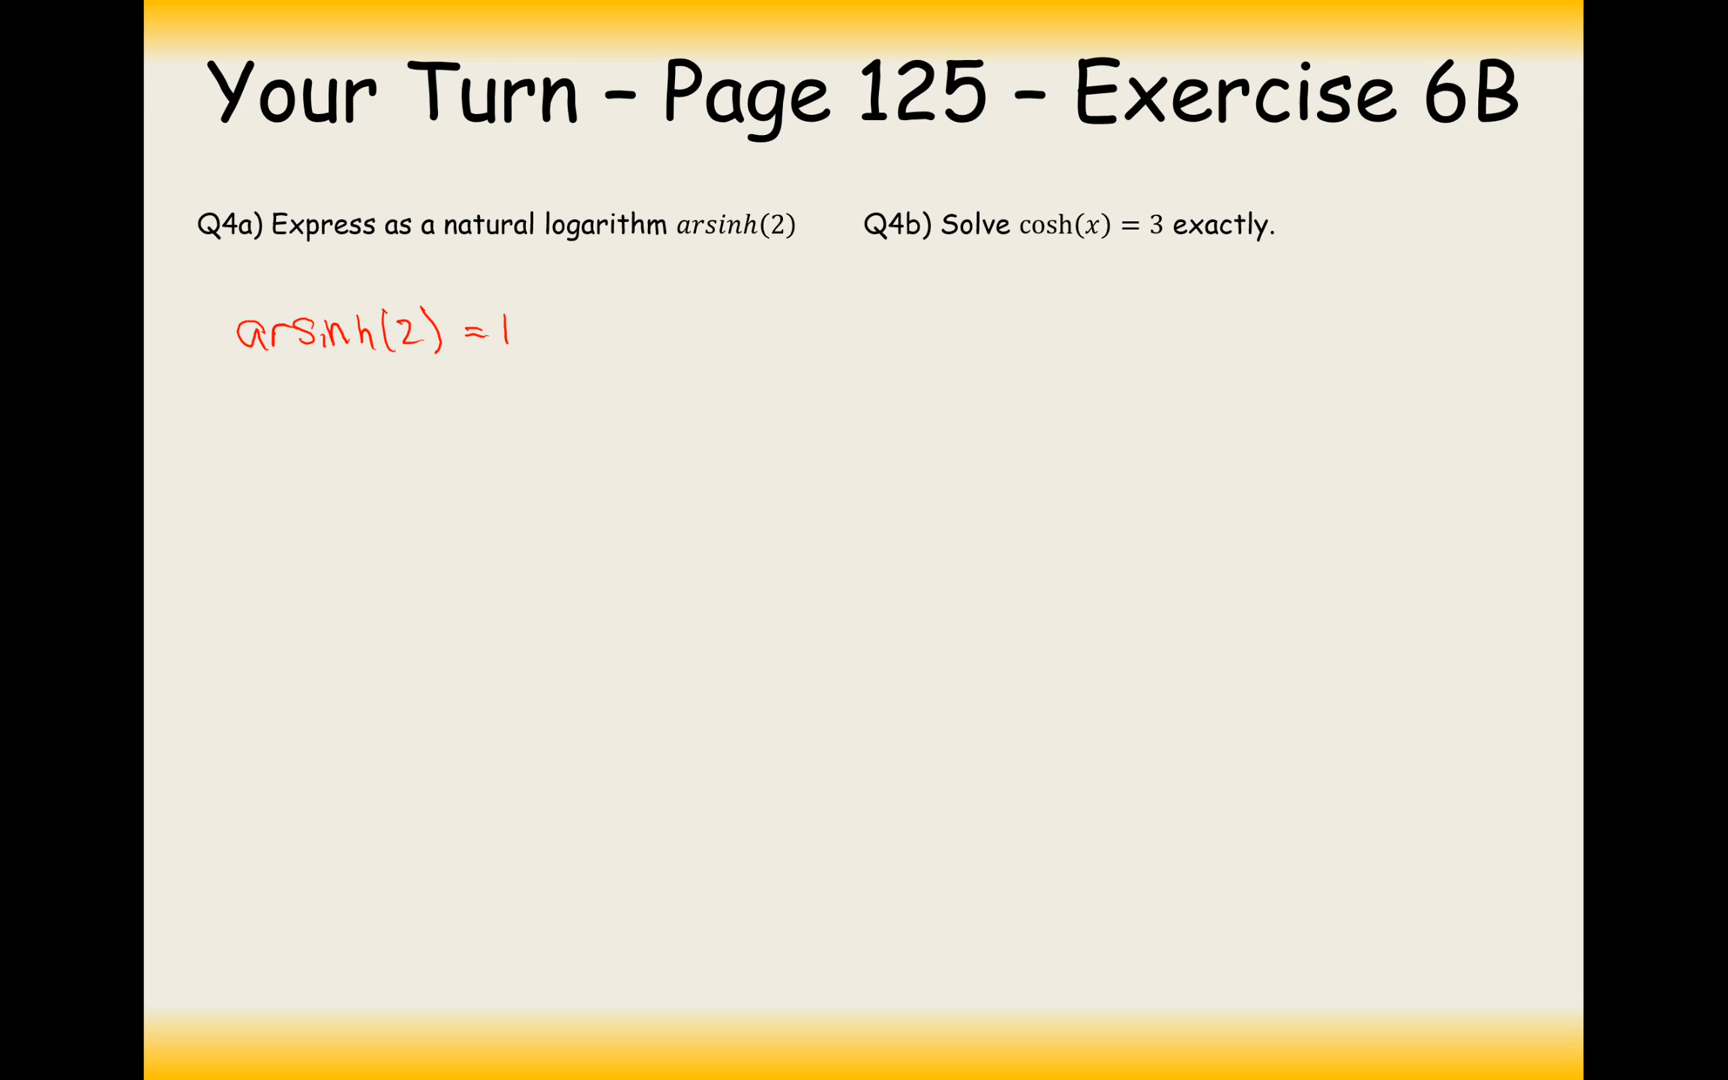 Your Turn – Page 125 – Exercise 6B
Q4a) Express as a natural logarithm arsinh(2)
Q4b) Solve cosh(x) = 3 exactly.
arsinh(2) = l